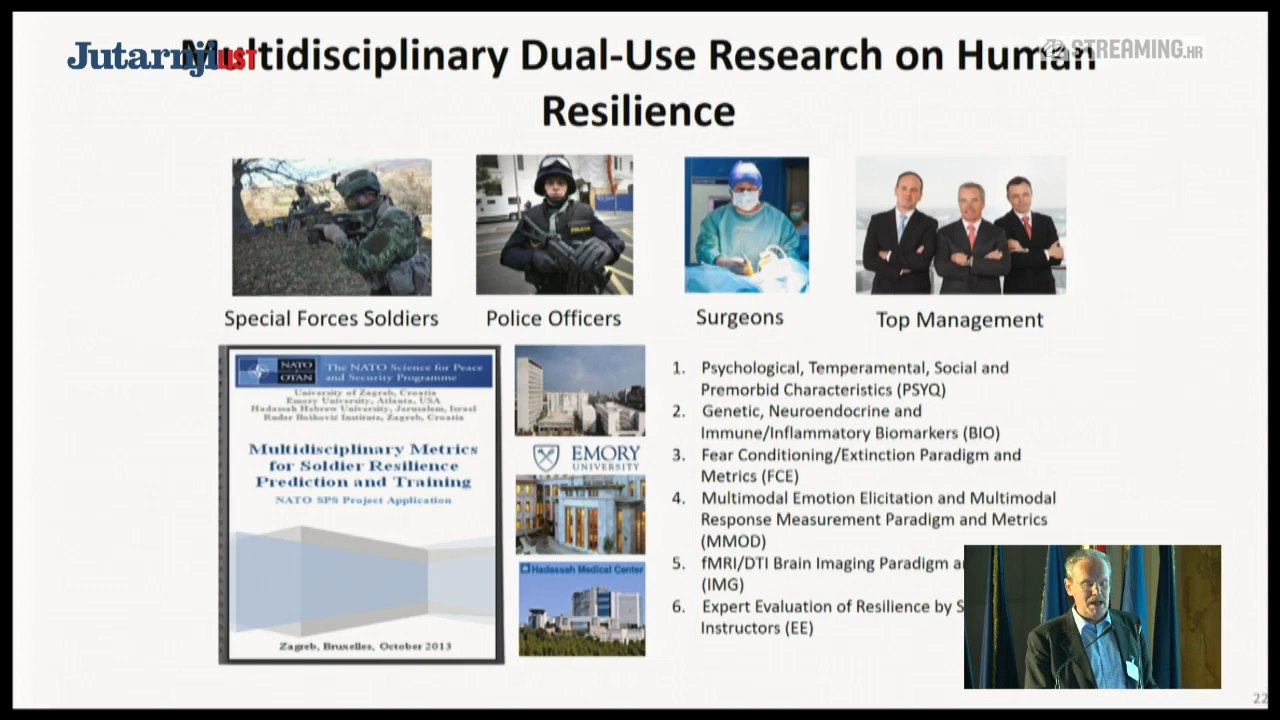 Jutarnji LIST
STREAMING.HR
Multidisciplinary Dual-Use Research on Human
Resilience
Special Forces Soldiers
Police Officers
Surgeons
Top Management
NATO
OTAN
The NATO Science for Peace
and Security Programme
University of Zagreb, Croatia
Emory University, Atlanta, USA
Hadassah Hebrew University, Jerusalem, Israel
Ruđer Bošković Institute, Zagreb, Croatia
Multidisciplinary Metrics
for Soldier Resilience
Prediction and Training
NATO SPS Project Application
Zagreb, Bruxelles, October 2013
EMORY
UNIVERSITY
Hadassah Medical Center
1. Psychological, Temperamental, Social and
Premorbid Characteristics (PSYQ)
2. Genetic, Neuroendocrine and
Immune/Inflammatory Biomarkers (BIO)
3. Fear Conditioning/Extinction Paradigm and
Metrics (FCE)
4. Multimodal Emotion Elicitation and Multimodal
Response Measurement Paradigm and Metrics
(MMOD)
5. fMRI/DTI Brain Imaging Paradigm
(IMG)
6. Expert Evaluation of Resilience by
Instructors (EE)
22